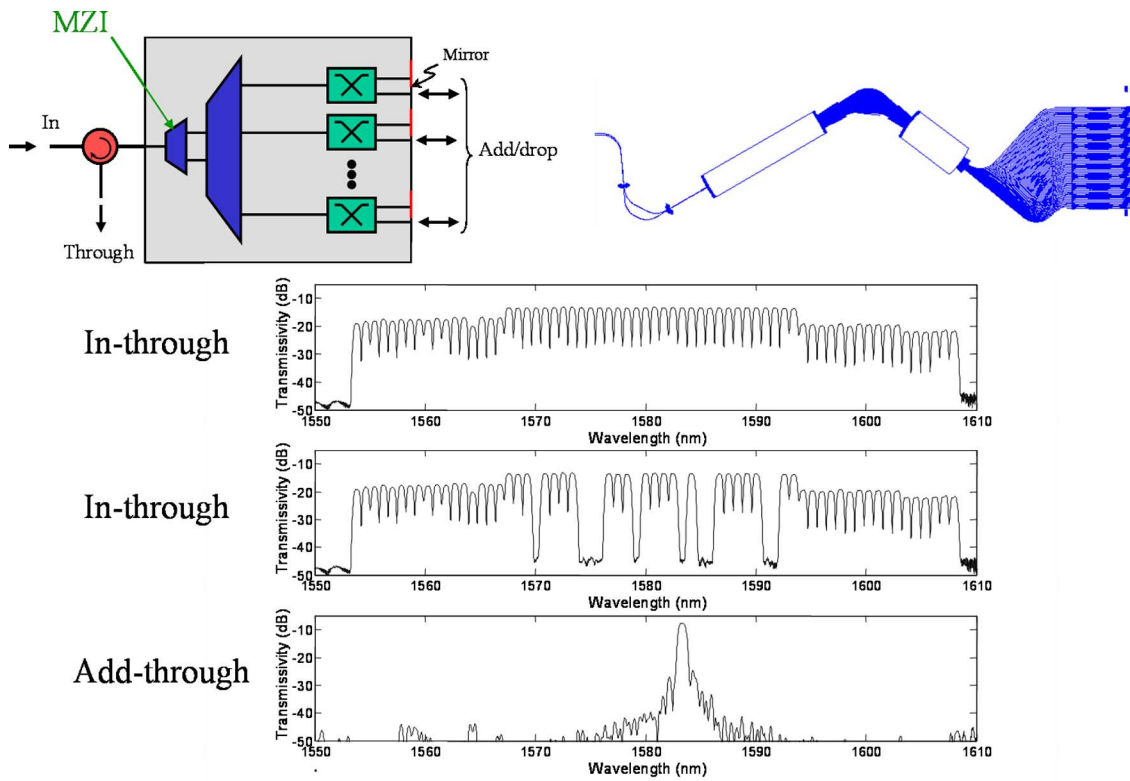 MZI
Mirror
In
Add/drop
Through
In-through
Transmissivity (dB)
-10
-20
-30
-40
-50
1550
1560
1570
1580
1590
1600
1610
Wavelength (nm)
In-through
Transmissivity (dB)
-10
-20
-30
-40
-50
1550
1560
1570
1580
1590
1600
1610
Wavelength (nm)
Add-through
Transmissivity (dB)
-10
-20
-30
-40
-50
1550
1560
1570
1580
1590
1600
1610
Wavelength (nm)